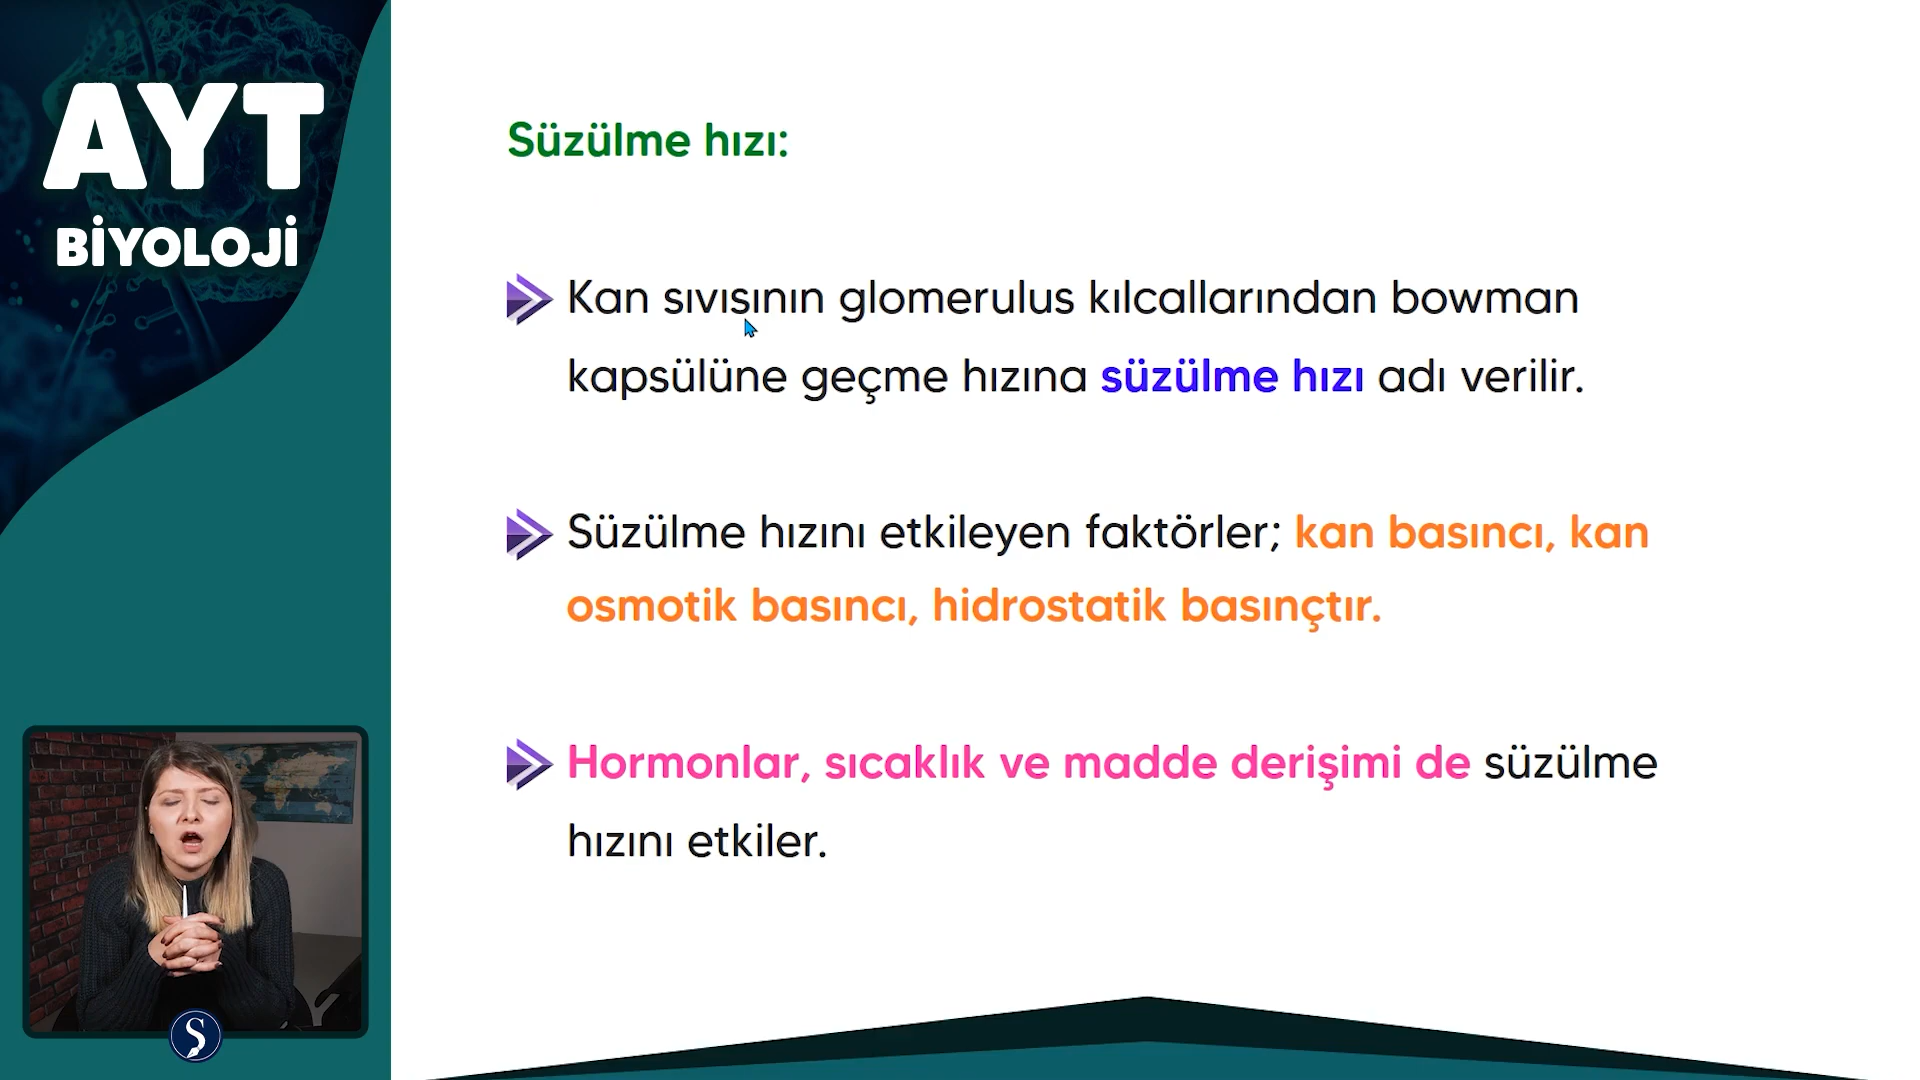 AYT
BİYOLOJİ
Süzülme hızı:
Kan sıvısının glomerulus kılcallarından bowman
kapsülüne geçme hızına süzülme hızı adı verilir.
Süzülme hızını etkileyen faktörler; kan basıncı, kan
osmotik basıncı, hidrostatik basınçtır.
Hormonlar, sıcaklık ve madde derişimi de süzülme
hızını etkiler.
S